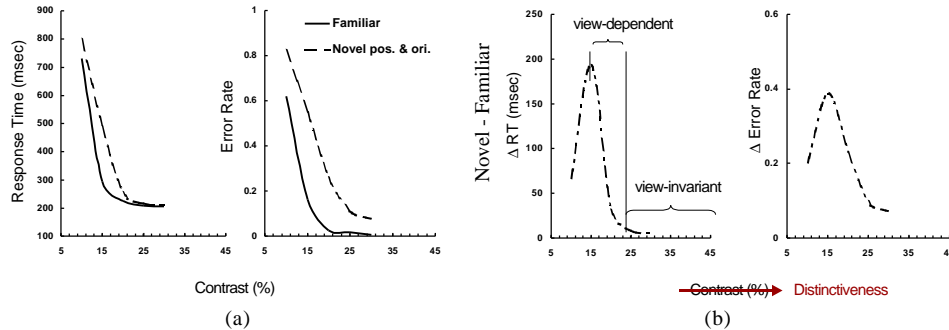 900
800
700
600
500
400
300
200
100
Response Time (msec)
5 15 25 35 45
1
0.8
0.6
0.4
0.2
0
Error Rate
5 15 25 35 45
Familiar
Novel pos. & ori.
Contrast (%)
(a)
Novel - Familiar
Δ RT (msec)
250
200
150
100
50
0
5 15 25 35 45
view-dependent
view-invariant
Δ Error Rate
0.6
0.4
0.2
0
5 15 25 35 4
Contrast (%) Distinctiveness
(b)